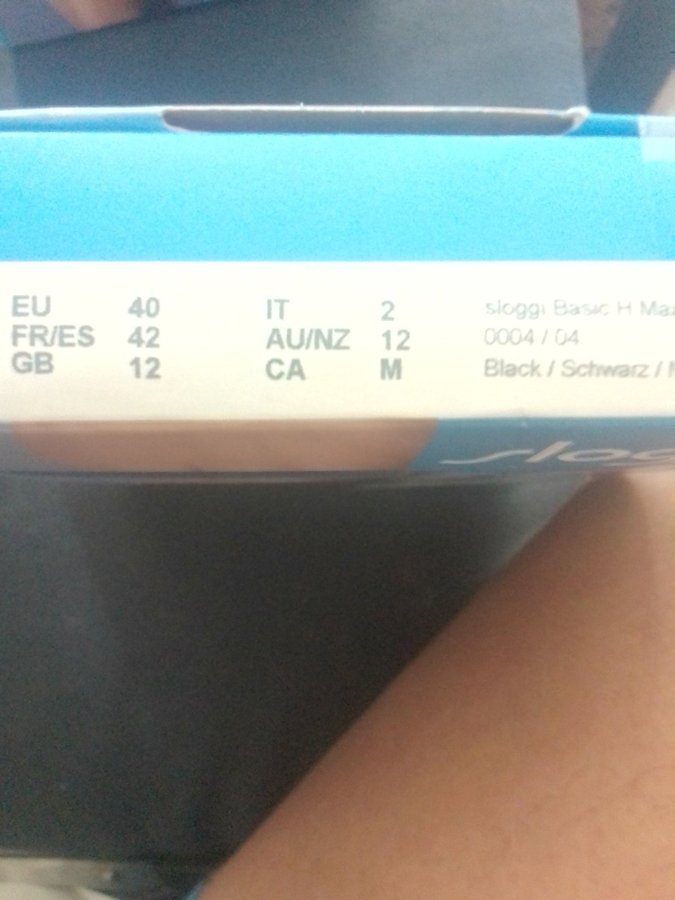 EU 40 IT 2 sloggi Basic H
FR/ES 42 AU/NZ 12 0004 / 04
GB 12 CA M Black / Schwarz /